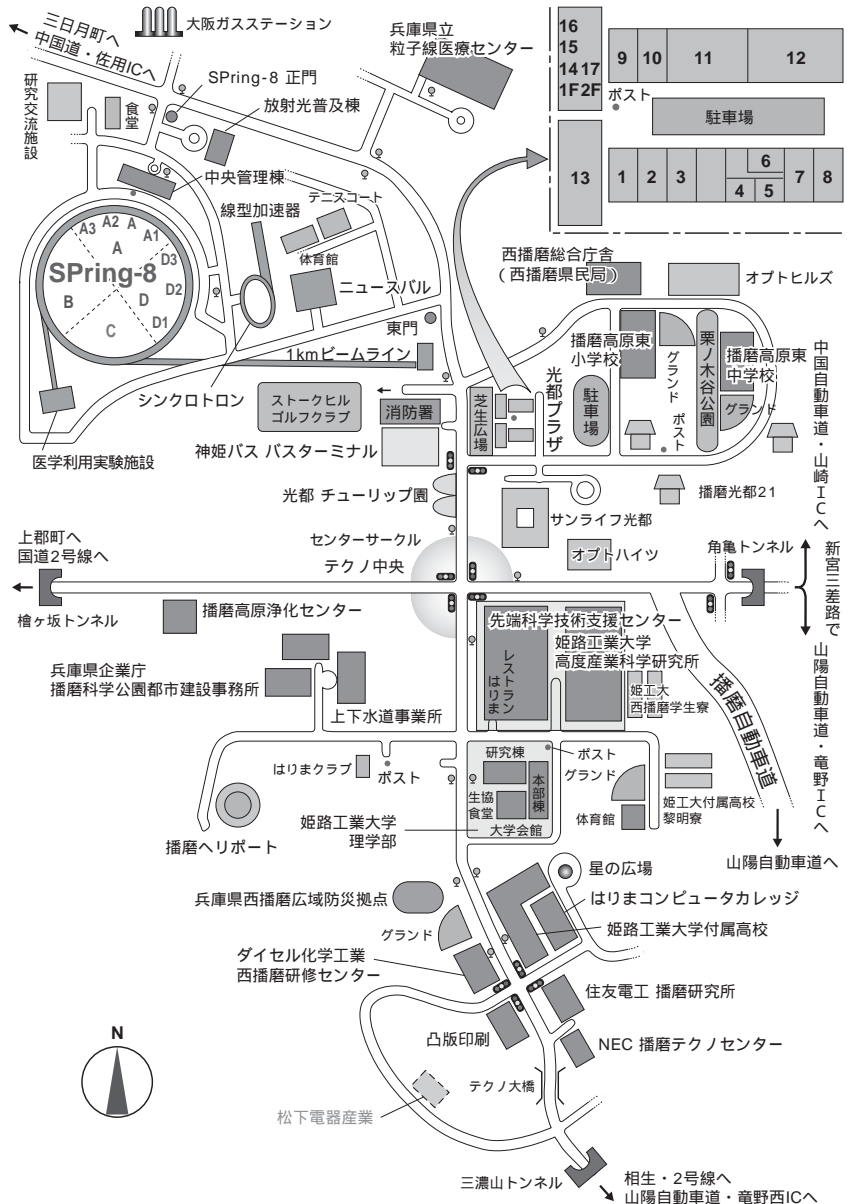 三日月町へ
中国道・佐用ICへ
大阪ガスステーション
兵庫県立
粒子線医療センター
SPring-8 正門
放射光普及棟
研究交流施設
食堂
中央管理棟
線型加速器
テニスコート
体育館
ニュースバル
東門
1kmビームライン
A3
A2
A
A1
A
D3
SPring-8
B
D
D2
C
D1
シンクロトロン
医学利用実験施設
16
15
14 17
1F 2F
9
10
11
12
ポスト
駐車場
13
1
2
3
6
4
5
7
8
西播磨総合庁舎
(西播磨県民局)
オプトヒルズ
播磨高原東
小学校
グランド
栗ノ木谷公園
播磨高原東
中学校
グランド
ポスト
駐車場
光都プラザ
芝生広場
ストークヒル
ゴルフクラブ
消防署
神姫バス バスターミナル
光都 チューリップ園
サンライフ光都
播磨光都21
オプトハイツ
中国自動車道・山崎ICへ
新宮三差路で
山陽自動車道・竜野ICへ
角亀トンネル
センターサークル
テクノ中央
上郡町へ
国道2号線へ
檜ヶ坂トンネル
播磨高原浄化センター
先端科学技術支援センター
姫路工業大学
高度産業科学研究所
レストラン
はりま
姫工大
西播磨学生寮
播磨自動車道
兵庫県企業庁
播磨科学公園都市建設事務所
上下水道事業所
はりまクラブ
ポスト
研究棟
本部棟
生協
食堂
大学会館
ポスト
グランド
体育館
姫工大付属高校
黎明寮
姫路工業大学
理学部
播磨ヘリポート
山陽自動車道へ
星の広場
はりまコンピュータカレッジ
姫路工業大学付属高校
兵庫県西播磨広域防災拠点
グランド
ダイセル化学工業
西播磨研修センター
住友電工 播磨研究所
凸版印刷
NEC 播磨テクノセンター
テクノ大橋
N
松下電器産業
三濃山トンネル
相生・2号線へ
山陽自動車道・竜野西ICへ